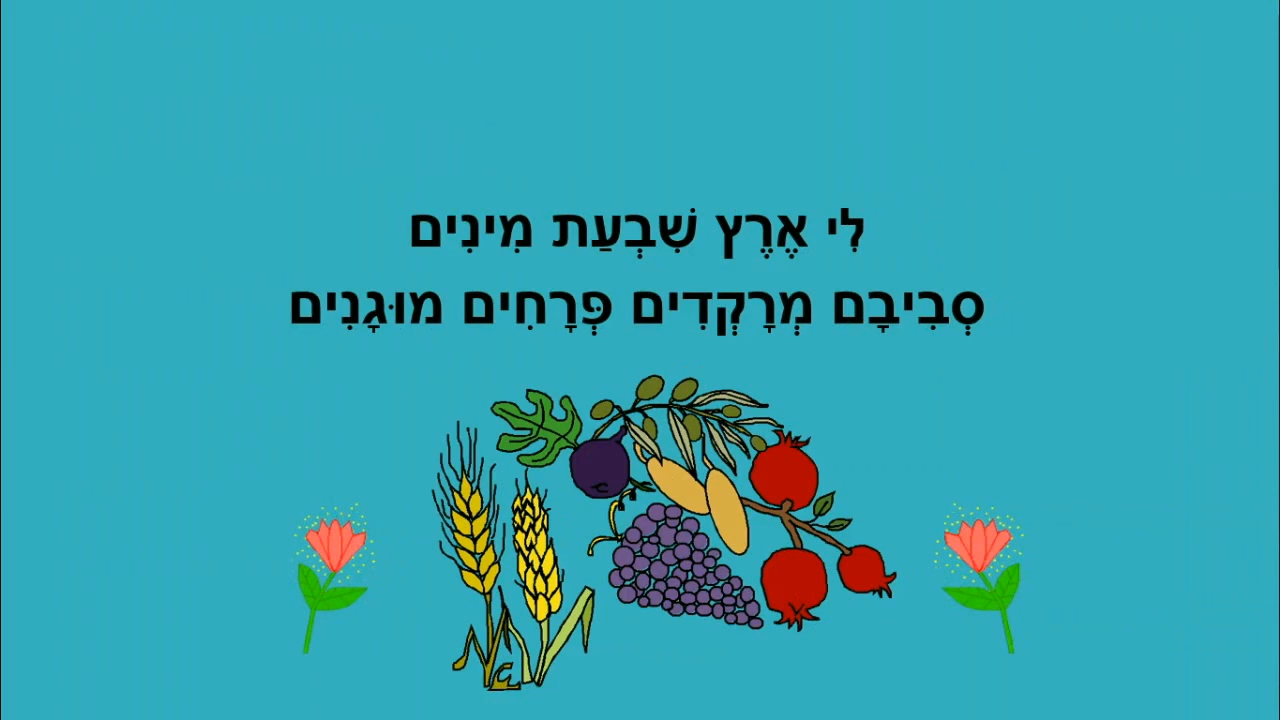 לִי אֶרֶץ שִׁבְעַת מִינִים
סְבִיבָם מְרָקְדִים פְּרָחִים מוּגָנִים